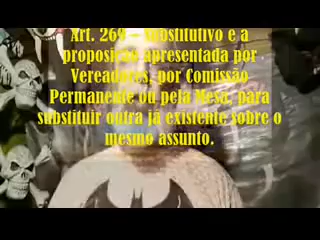 Art. 269 – Substitutivo é a
proposição apresentada por
Vereadores, por Comissão
Permanente ou pela Mesa, para
substituir outra já existente sobre o
mesmo assunto.